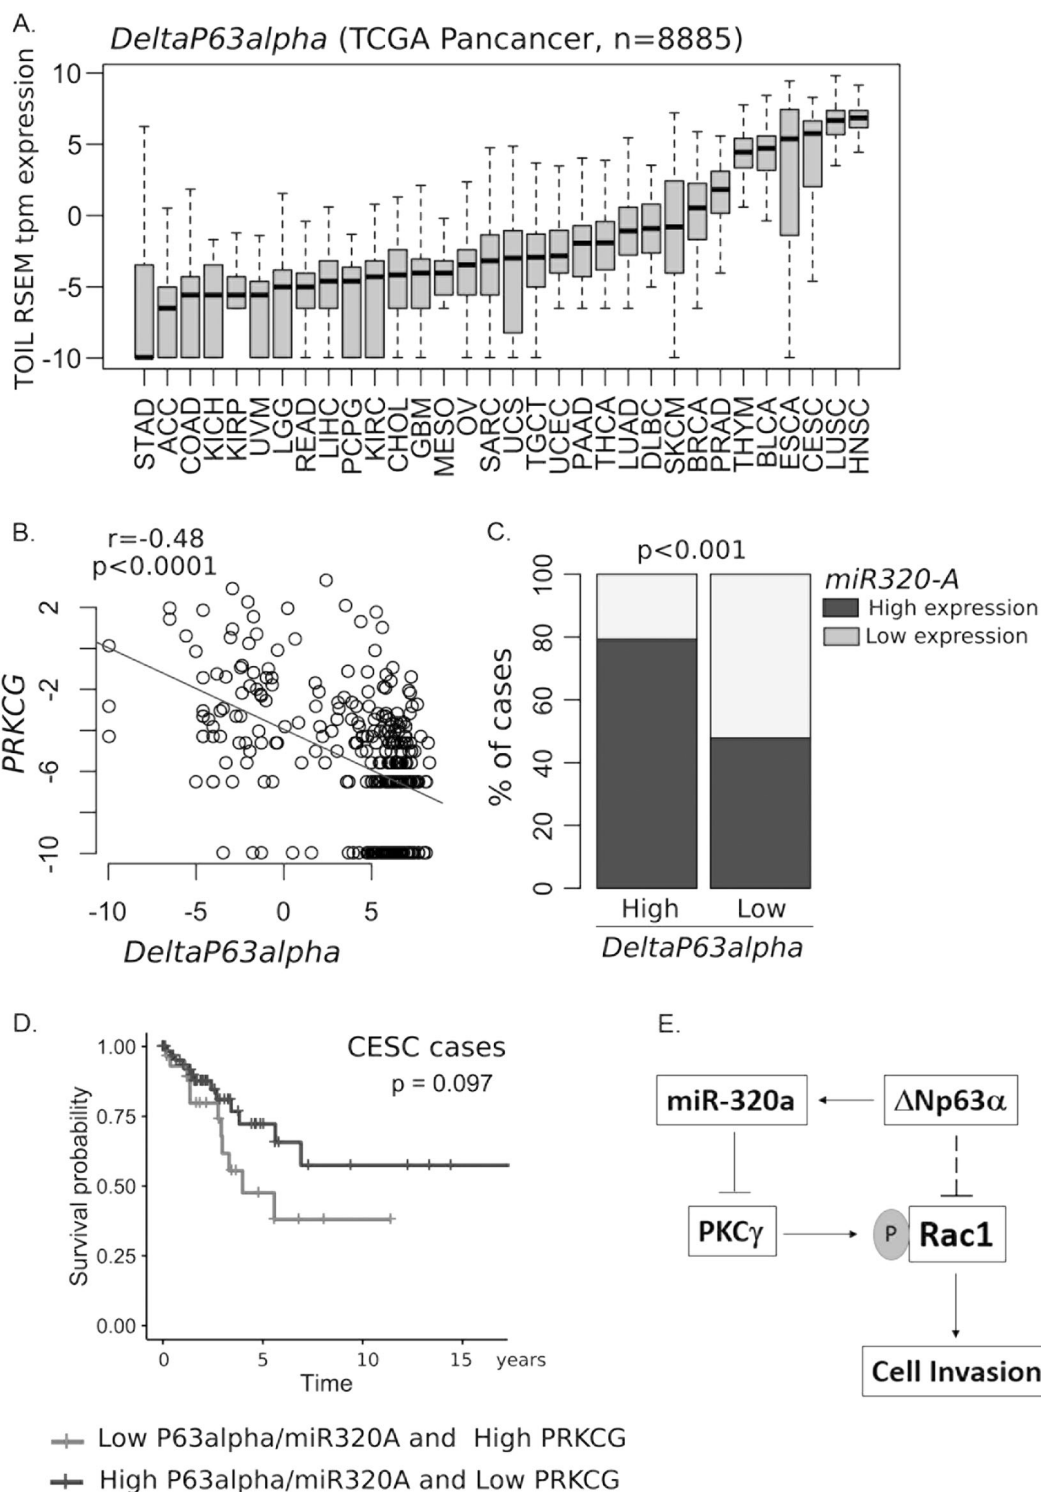 A.
DeltaP63alpha (TCGA Pancancer, n=8885)
TOIL RSEM tpm expression
10
5
0
-5
-10
STAD ACC COAD KICH KIRP UVM LGG READ LIHC PCPG KIRC CHOL GBM MESO OV SARC UCS TGCT UCEC PAAD THCA LUAD DLBC SKCM BRCA PRAD THYM BLCA ESCA CESC LUSC HNSC
B.
r=-0.48
p<0.0001
PRKCG
2
-2
-6
-10
-10 -5 0 5
DeltaP63alpha
C.
p<0.001
% of cases
100
80
60
40
20
0
High Low
DeltaP63alpha
miR320-A
High expression
Low expression
D.
CESC cases
p = 0.097
Survival probability
1.00
0.75
0.50
0.25
0.00
0 5 10 15 years
Time
Low P63alpha/miR320A and High PRKCG
High P63alpha/miR320A and Low PRKCG
E.
miR-320a
ΔNp63α
PKCγ
P
Rac1
Cell Invasion